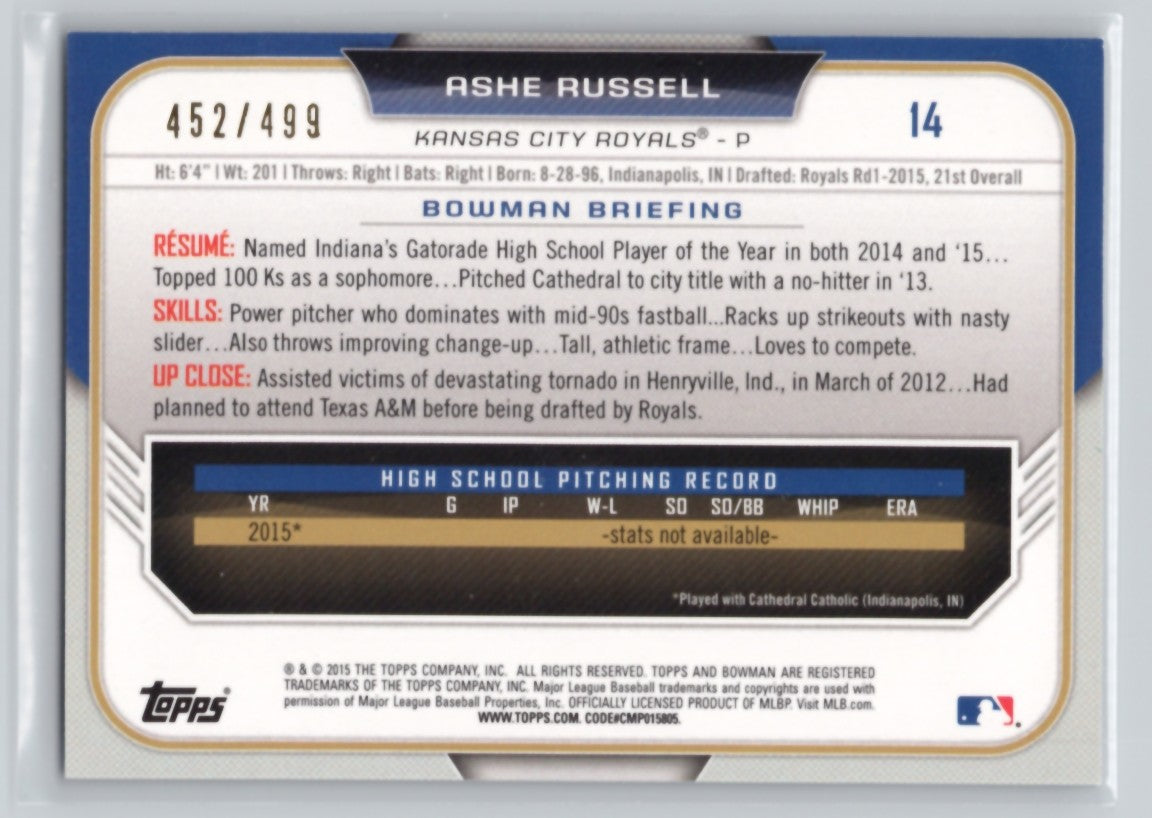 ASHE RUSSELL
452/499
14
KANSAS CITY ROYALS® - P
Ht: 6'4" | Wt: 201 | Throws: Right | Bats: Right | Born: 8-28-96, Indianapolis, IN | Drafted: Royals Rd1-2015, 21st Overall
BOWMAN BRIEFING
RÉSUMÉ: Named Indiana's Gatorade High School Player of the Year in both 2014 and '15...
Topped 100 Ks as a sophomore...Pitched Cathedral to city title with a no-hitter in '13.
SKILLS: Power pitcher who dominates with mid-90s fastball...Racks up strikeouts with nasty
slider...Also throws improving change-up...Tall, athletic frame...Loves to compete.
UP CLOSE: Assisted victims of devastating tornado in Henryville, Ind., in March of 2012...Had
planned to attend Texas A&M before being drafted by Royals.
HIGH SCHOOL PITCHING RECORD
YR G IP W-L SO SO/BB WHIP ERA
2015* -stats not available-
*Played with Cathedral Catholic (Indianapolis, IN)
® & © 2015 THE TOPPS COMPANY, INC. ALL RIGHTS RESERVED. TOPPS AND BOWMAN ARE REGISTERED
TRADEMARKS OF THE TOPPS COMPANY, INC. Major League Baseball trademarks and copyrights are used with
permission of Major League Baseball Properties, Inc. OFFICIALLY LICENSED PRODUCT OF MLBP. Visit MLB.com.
WWW.TOPPS.COM. CODE#CMP015805.
Topps®